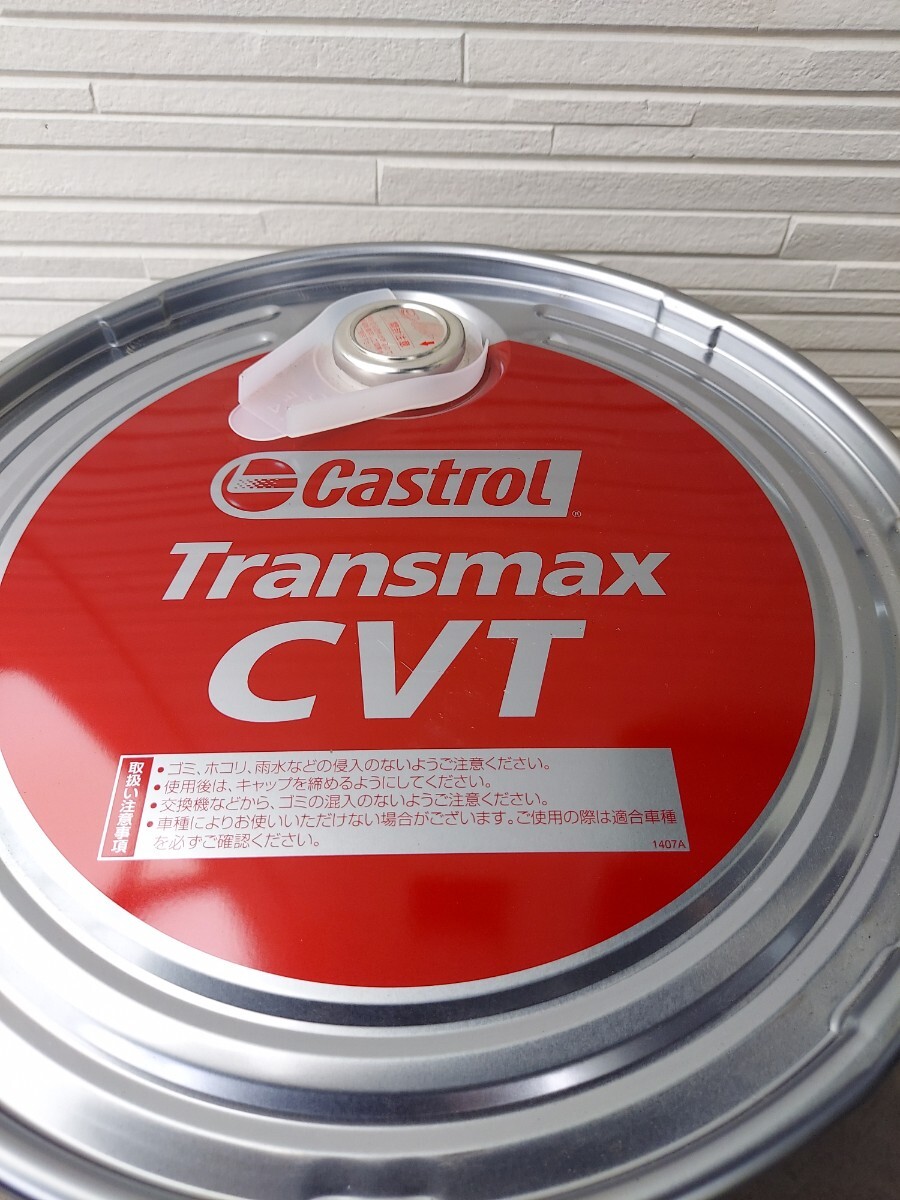 開封注意
Castrol®
Transmax
CVT
取扱い注意事項
•ゴミ、ホコリ、雨水などの侵入のないようご注意ください。
•使用後は、キャップを締めるようにしてください。
•交換機などから、ゴミの混入のないようご注意ください。
•車種によりお使いいただけない場合がございます。ご使用の際は適合車種
を必ずご確認ください。
1407A